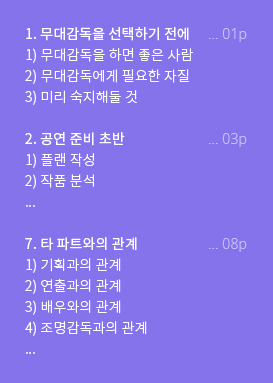 1. 무대감독을 선택하기 전에 ... 01p
1) 무대감독을 하면 좋은 사람
2) 무대감독에게 필요한 자질
3) 미리 숙지해둘 것
2. 공연 준비 초반 ... 03p
1) 플랜 작성
2) 작품 분석
...
7. 타 파트와의 관계 ... 08p
1) 기획과의 관계
2) 연출과의 관계
3) 배우와의 관계
4) 조명감독과의 관계
...